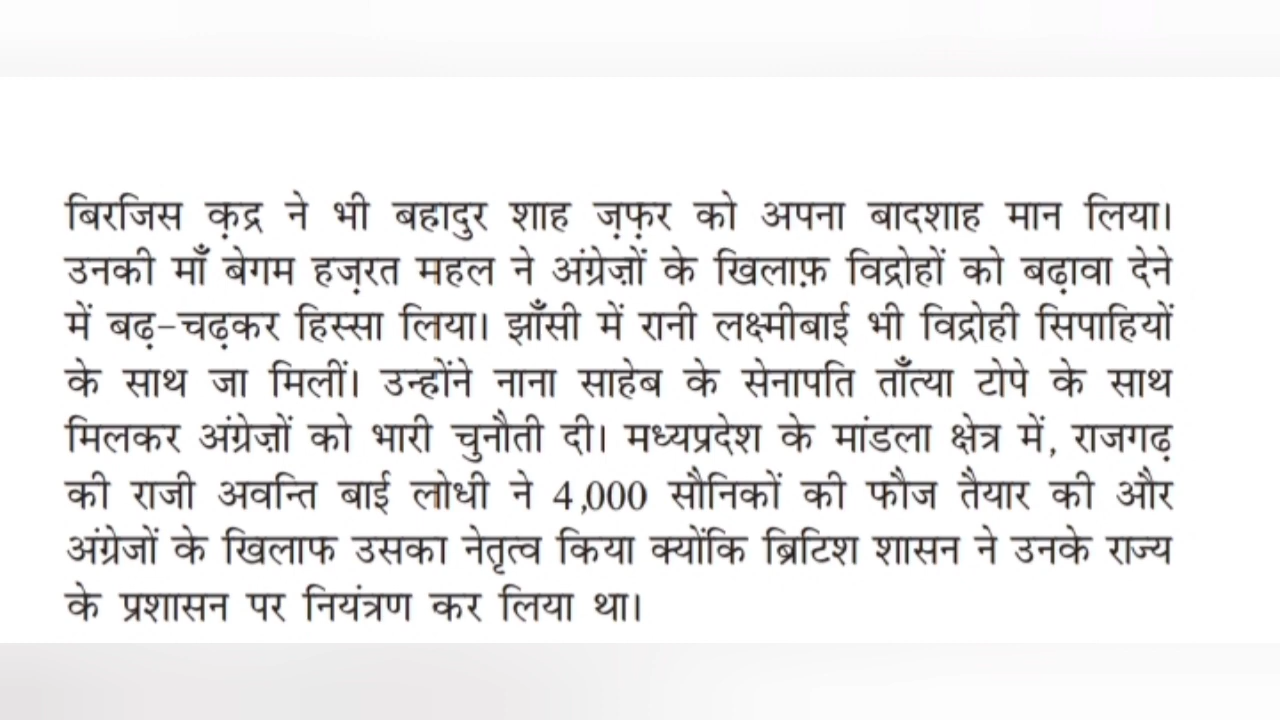 बिरजिस क़द्र ने भी बहादुर शाह ज़फ़र को अपना बादशाह मान लिया।
उनकी माँ बेगम हज़रत महल ने अंग्रेज़ों के खिलाफ़ विद्रोहों को बढ़ावा देने
में बढ़-चढ़कर हिस्सा लिया। झाँसी में रानी लक्ष्मीबाई भी विद्रोही सिपाहियों
के साथ जा मिलीं। उन्होंने नाना साहेब के सेनापति ताँत्या टोपे के साथ
मिलकर अंग्रेज़ों को भारी चुनौती दी। मध्यप्रदेश के मांडला क्षेत्र में, राजगढ़
की राजी अवन्ति बाई लोधी ने 4,000 सौनिकों की फौज तैयार की और
अंग्रेजों के खिलाफ उसका नेतृत्व किया क्योंकि ब्रिटिश शासन ने उनके राज्य
के प्रशासन पर नियंत्रण कर लिया था।